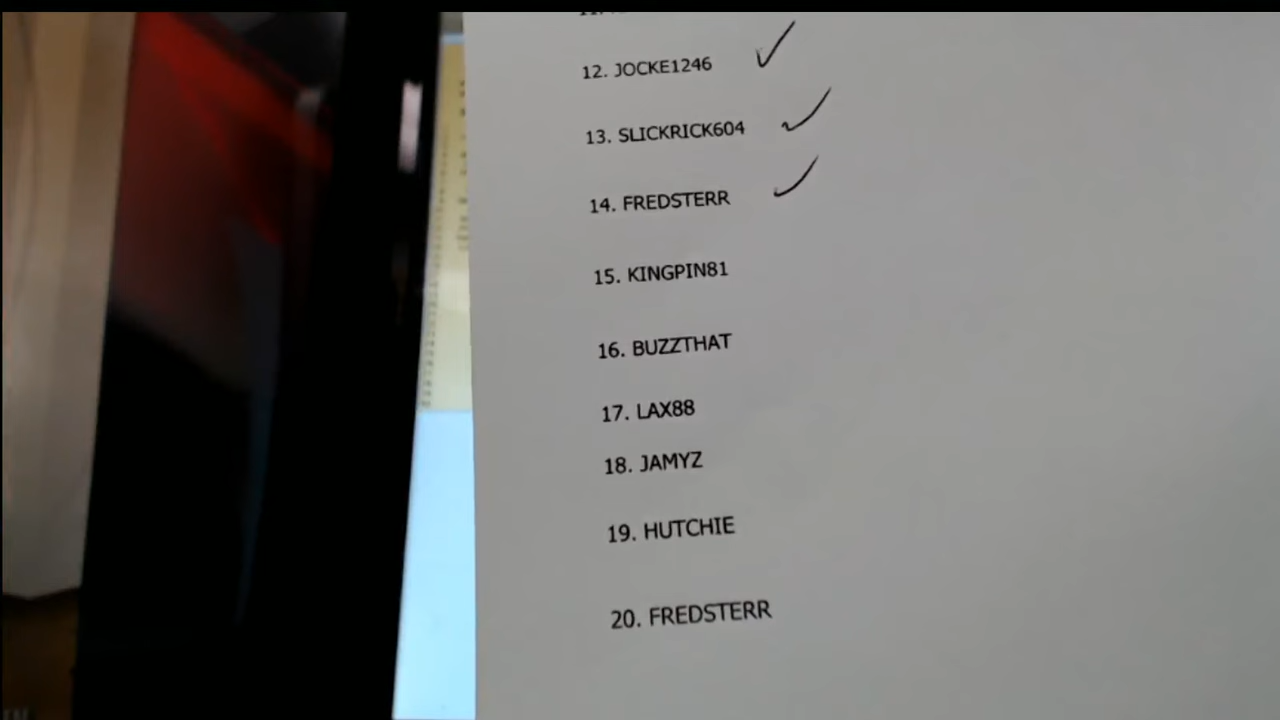 12. JOCKE1246
13. SLICKRICK604
14. FREDSTERR
15. KINGPIN81
16. BUZZTHAT
17. LAX88
18. JAMYZ
19. HUTCHIE
20. FREDSTERR